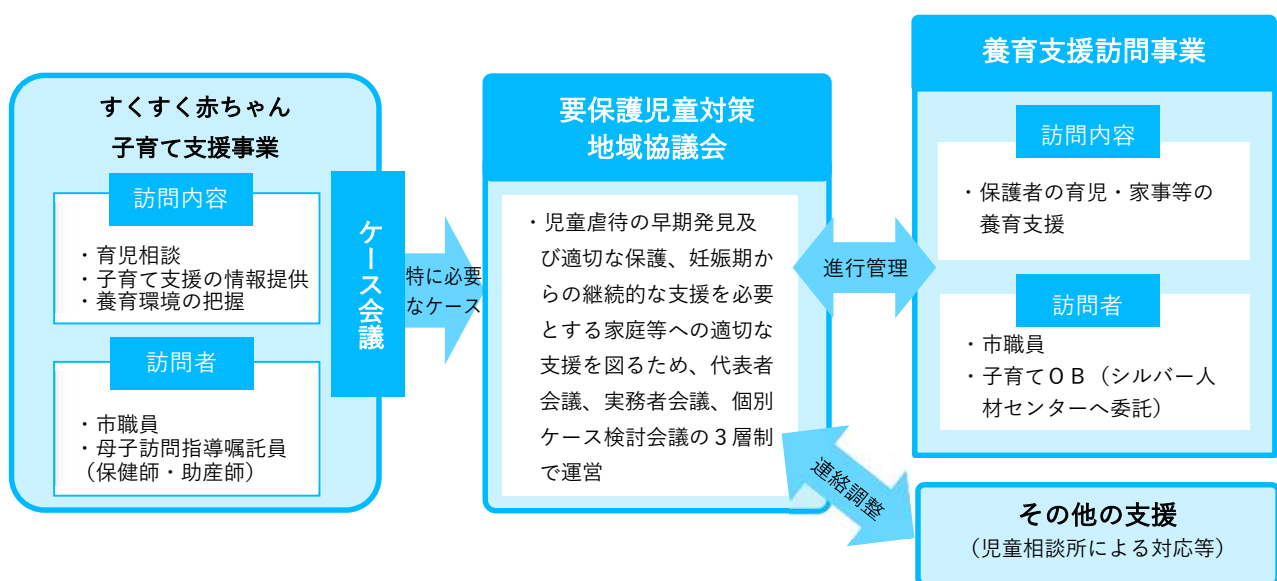 すくすく赤ちゃん
子育て支援事業
訪問内容
・育児相談
・子育て支援の情報提供
・養育環境の把握
訪問者
・市職員
・母子訪問指導嘱託員
（保健師・助産師）
ケース会議
特に必要
なケース
要保護児童対策
地域協議会
・児童虐待の早期発見及
び適切な保護、妊娠期か
らの継続的な支援を必要
とする家庭等への適切な
支援を図るため、代表者
会議、実務者会議、個別
ケース検討会議の３層制
で運営
進行管理
連絡調整
養育支援訪問事業
訪問内容
・保護者の育児・家事等の
養育支援
訪問者
・市職員
・子育てＯＢ（シルバー人
材センターへ委託）
その他の支援
（児童相談所による対応等）